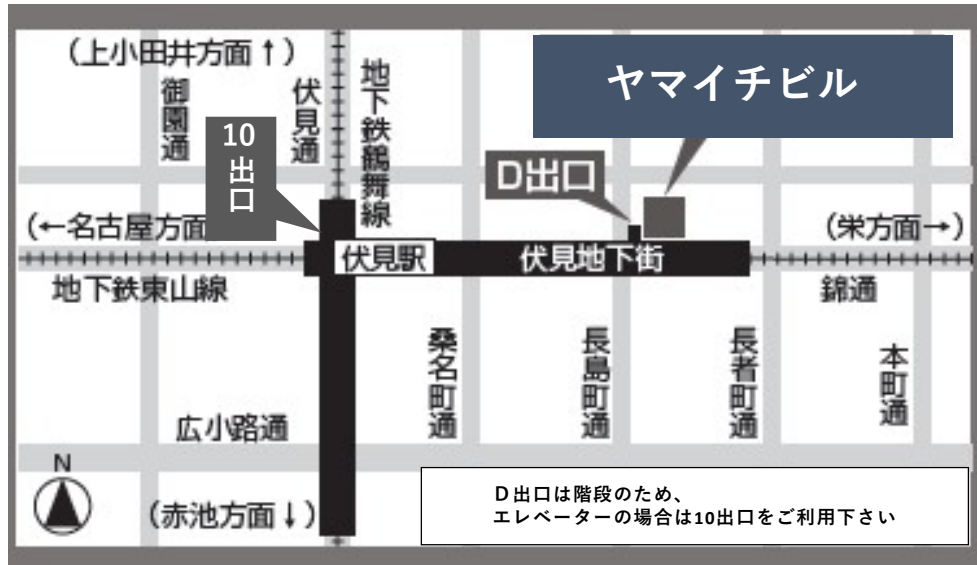 (上小田井方面↑)
ヤマイチビル
御園通
伏見通
地下鉄鶴舞線
10
出
口
D出口
(←名古屋方面
(栄方面→)
伏見駅
伏見地下街
地下鉄東山線
錦通
桑名町通
長島町通
長者町通
本町通
広小路通
N
(赤池方面↓)
D出口は階段のため、
エレベーターの場合は10出口をご利用下さい